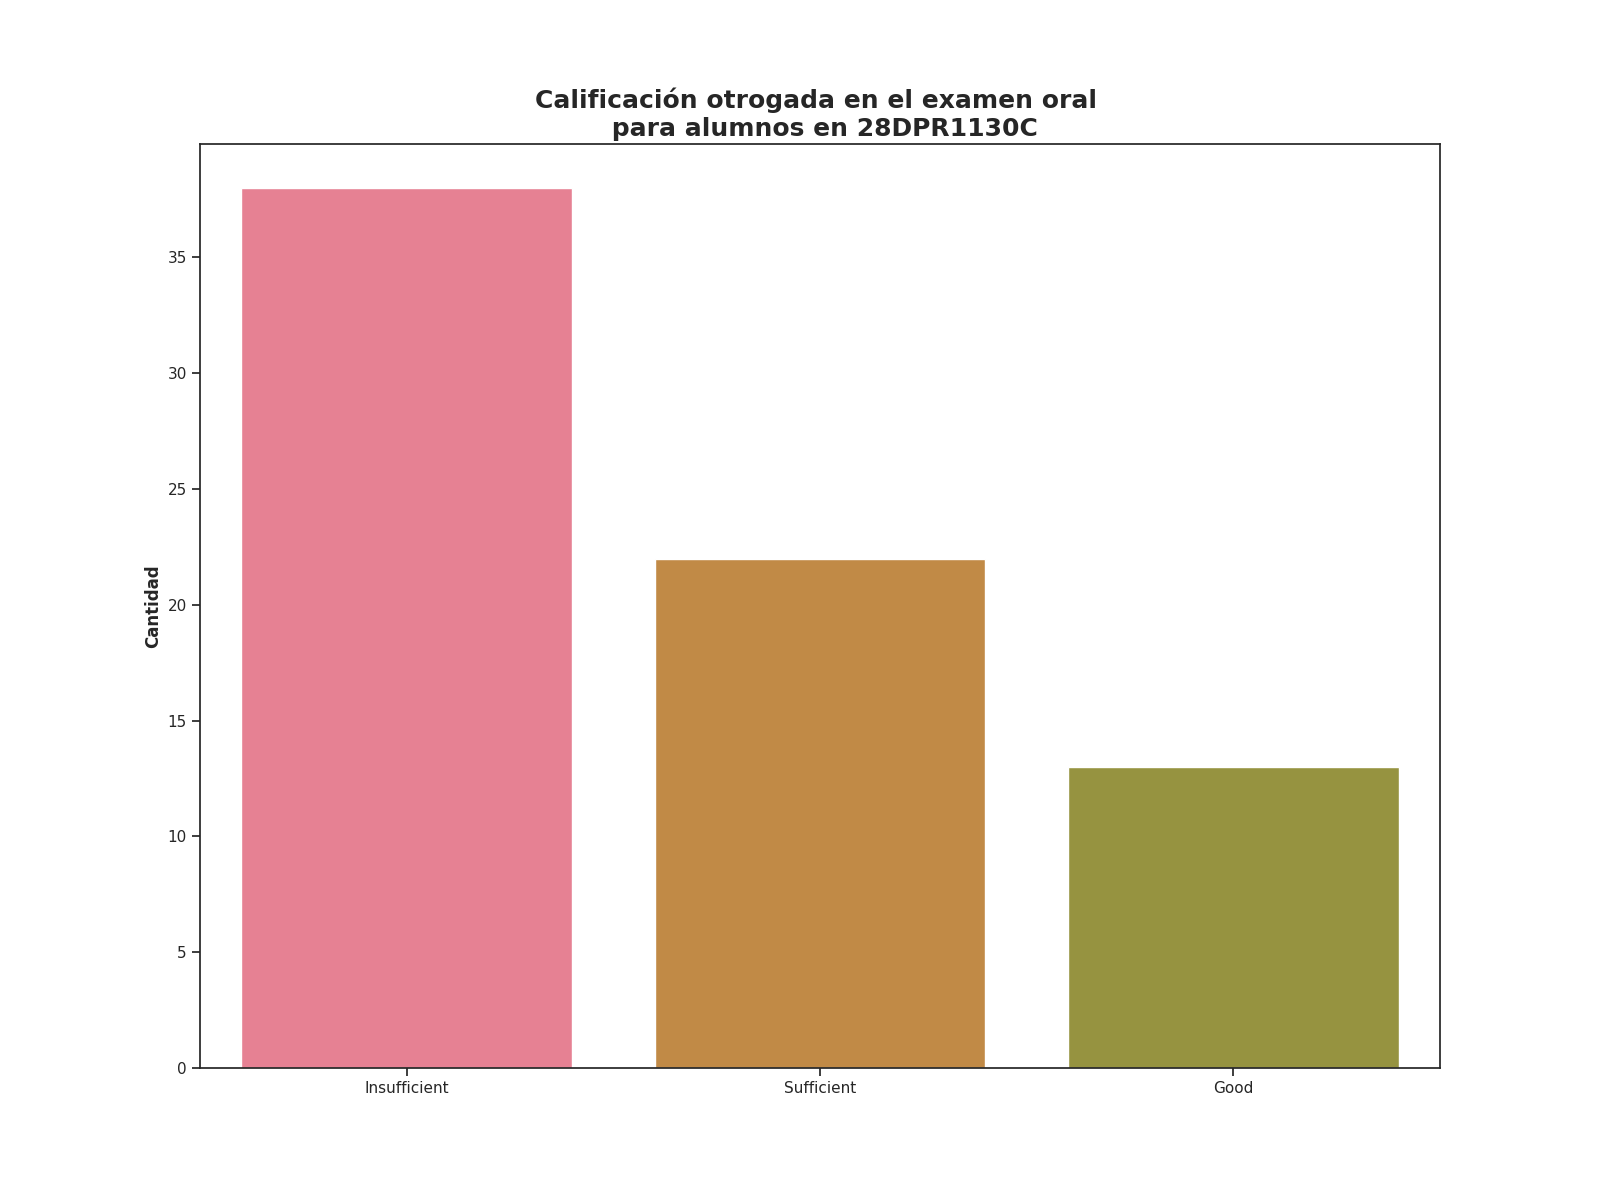 Calificación otrogada en el examen oral
para alumnos en 28DPR1130C
Cantidad
35
30
25
20
15
10
5
0
Insufficient
Sufficient
Good